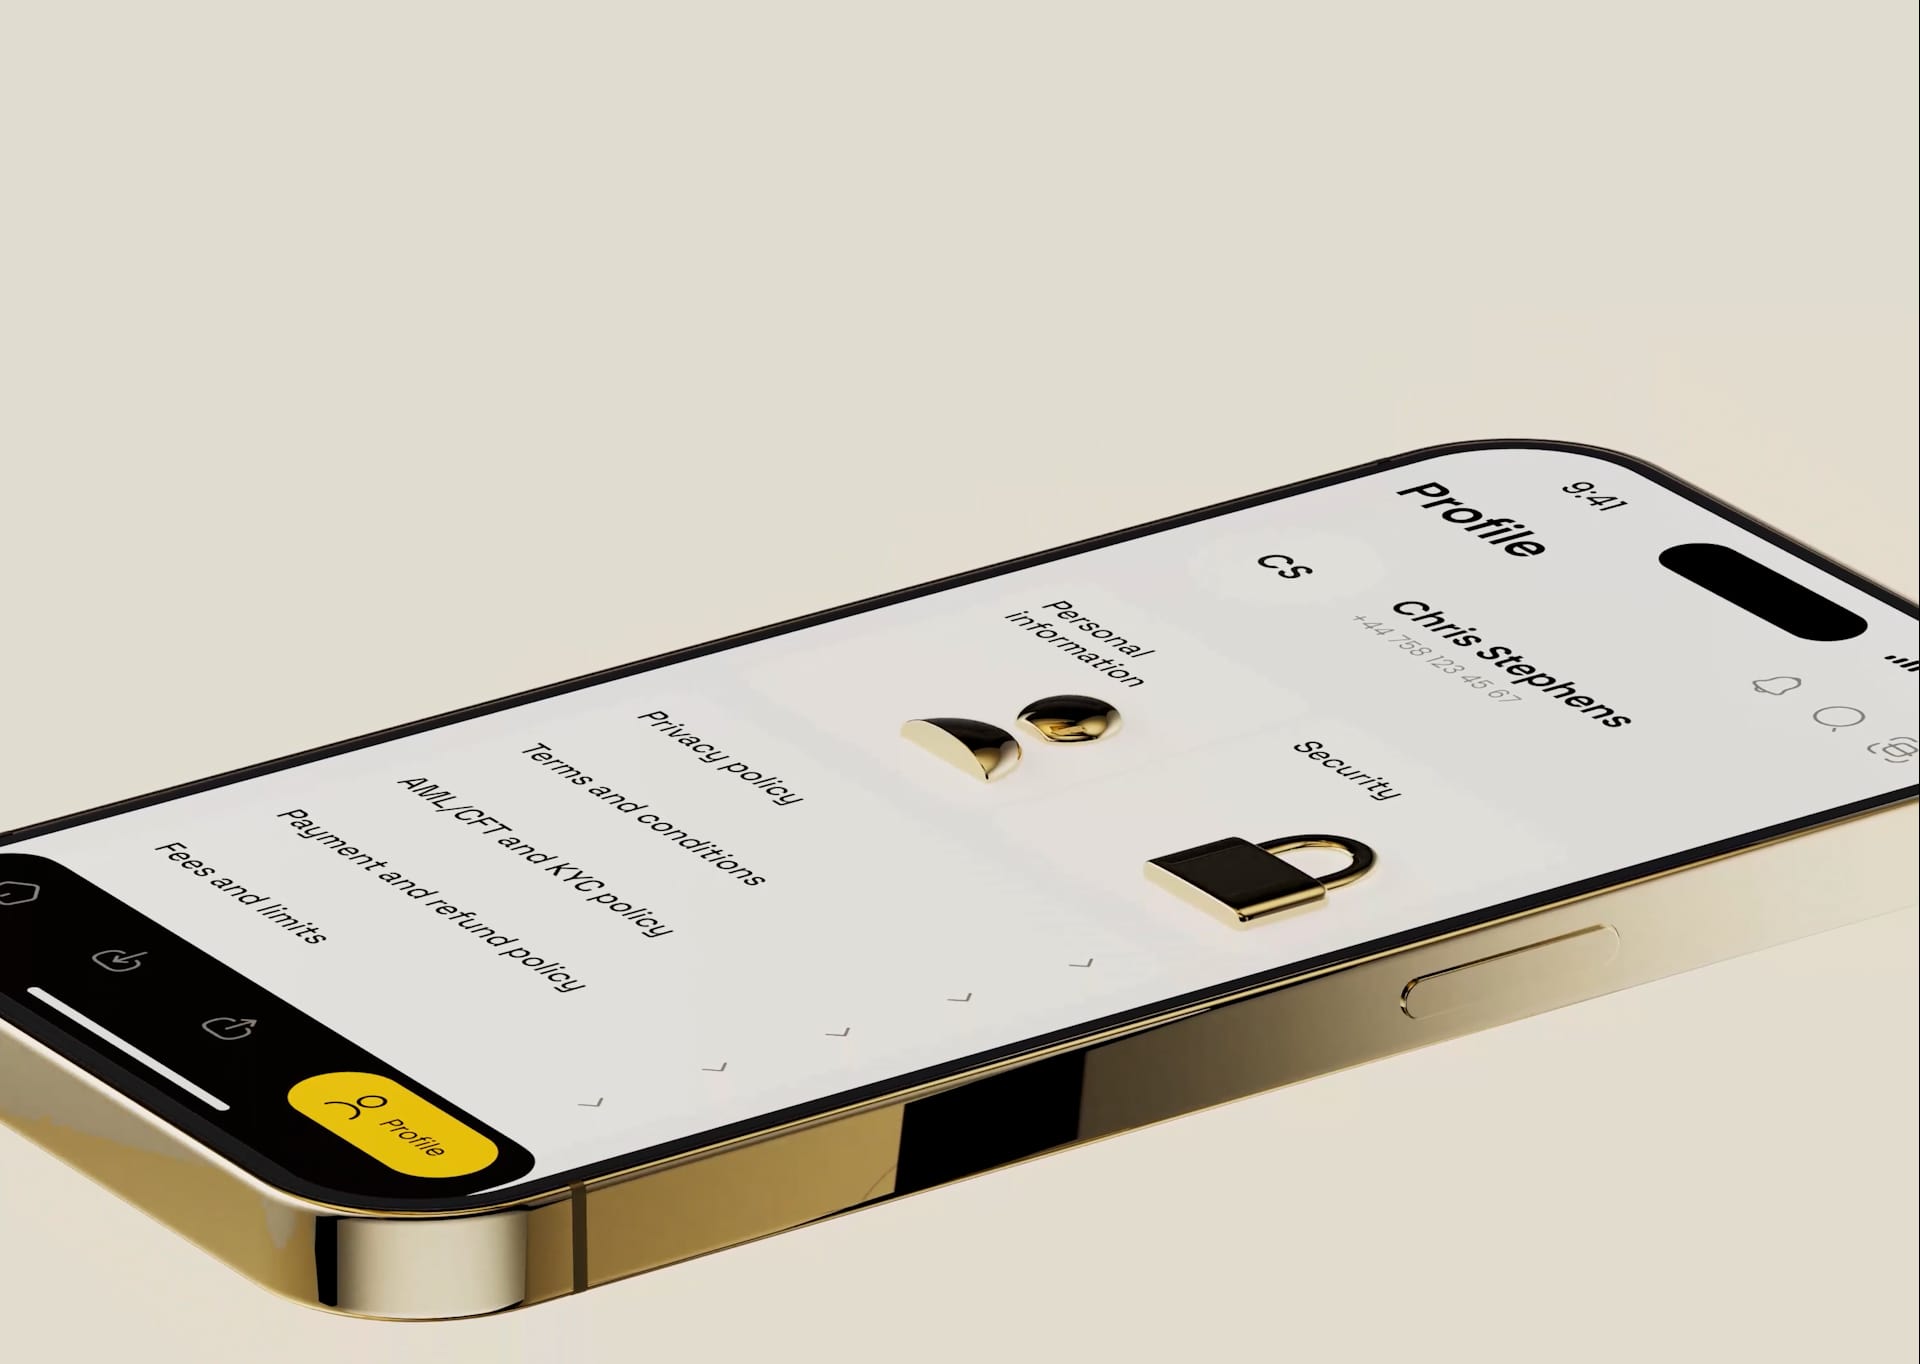 9:41
Profile
CS
Chris Stephens
+44 758 123 45 67
Personal
information
Security
Privacy policy
Terms and conditions
AML/CFT and KYC policy
Payment and refund policy
Fees and limits
Profile